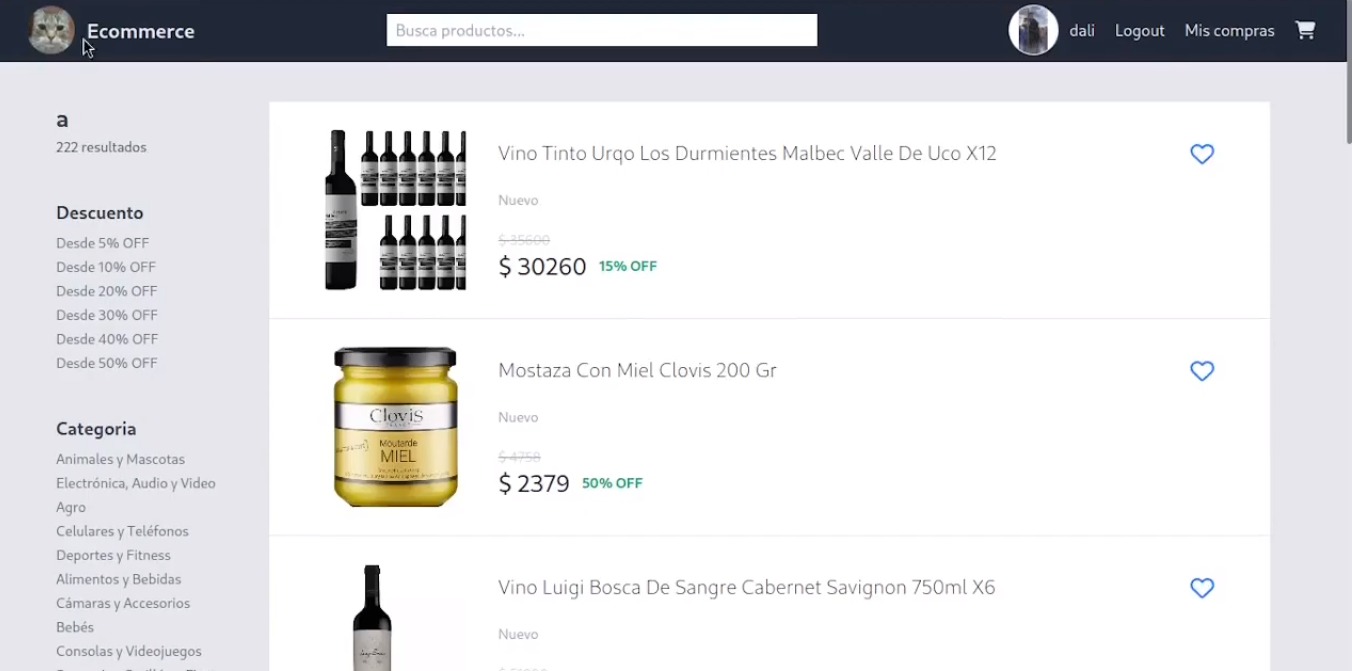 Ecommerce
Busca productos...
dali
Logout
Mis compras
a
222 resultados
Descuento
Desde 5% OFF
Desde 10% OFF
Desde 20% OFF
Desde 30% OFF
Desde 40% OFF
Desde 50% OFF
Categoria
Animales y Mascotas
Electrónica, Audio y Video
Agro
Celulares y Teléfonos
Deportes y Fitness
Alimentos y Bebidas
Cámaras y Accesorios
Bebés
Consolas y Videojuegos
Vino Tinto Urqo Los Durmientes Malbec Valle De Uco X12
Nuevo
$ 35600
$ 30260 15% OFF
Clovis
Moutarde
MIEL
Mostaza Con Miel Clovis 200 Gr
Nuevo
$ 4758
$ 2379 50% OFF
Vino Luigi Bosca De Sangre Cabernet Savignon 750ml X6
Nuevo